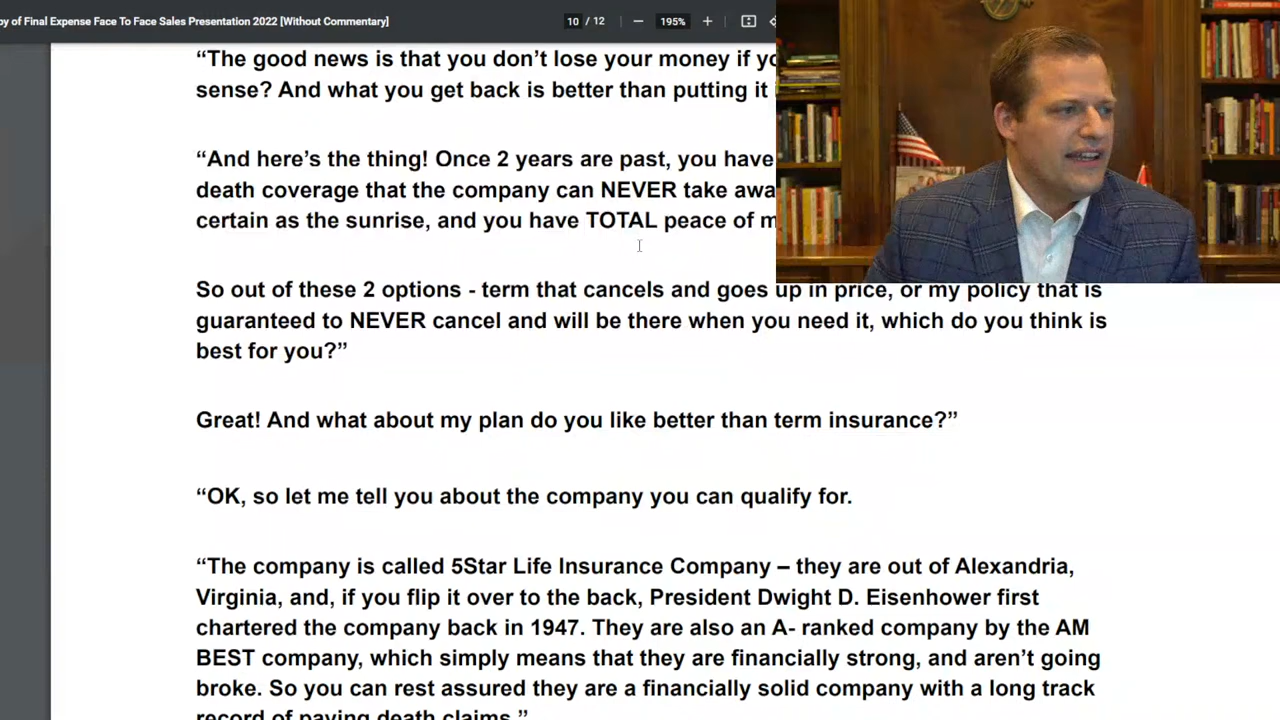 py of Final Expense Face To Face Sales Presentation 2022 [Without Commentary]
10 / 12
195%
“The good news is that you don’t lose your money if yo
sense? And what you get back is better than putting it
“And here’s the thing! Once 2 years are past, you have
death coverage that the company can NEVER take awa
certain as the sunrise, and you have TOTAL peace of m
So out of these 2 options - term that cancels and goes up in price, or my policy that is
guaranteed to NEVER cancel and will be there when you need it, which do you think is
best for you?”
Great! And what about my plan do you like better than term insurance?”
“OK, so let me tell you about the company you can qualify for.
“The company is called 5Star Life Insurance Company – they are out of Alexandria,
Virginia, and, if you flip it over to the back, President Dwight D. Eisenhower first
chartered the company back in 1947. They are also an A- ranked company by the AM
BEST company, which simply means that they are financially strong, and aren’t going
broke. So you can rest assured they are a financially solid company with a long track
record of paying death claims.”